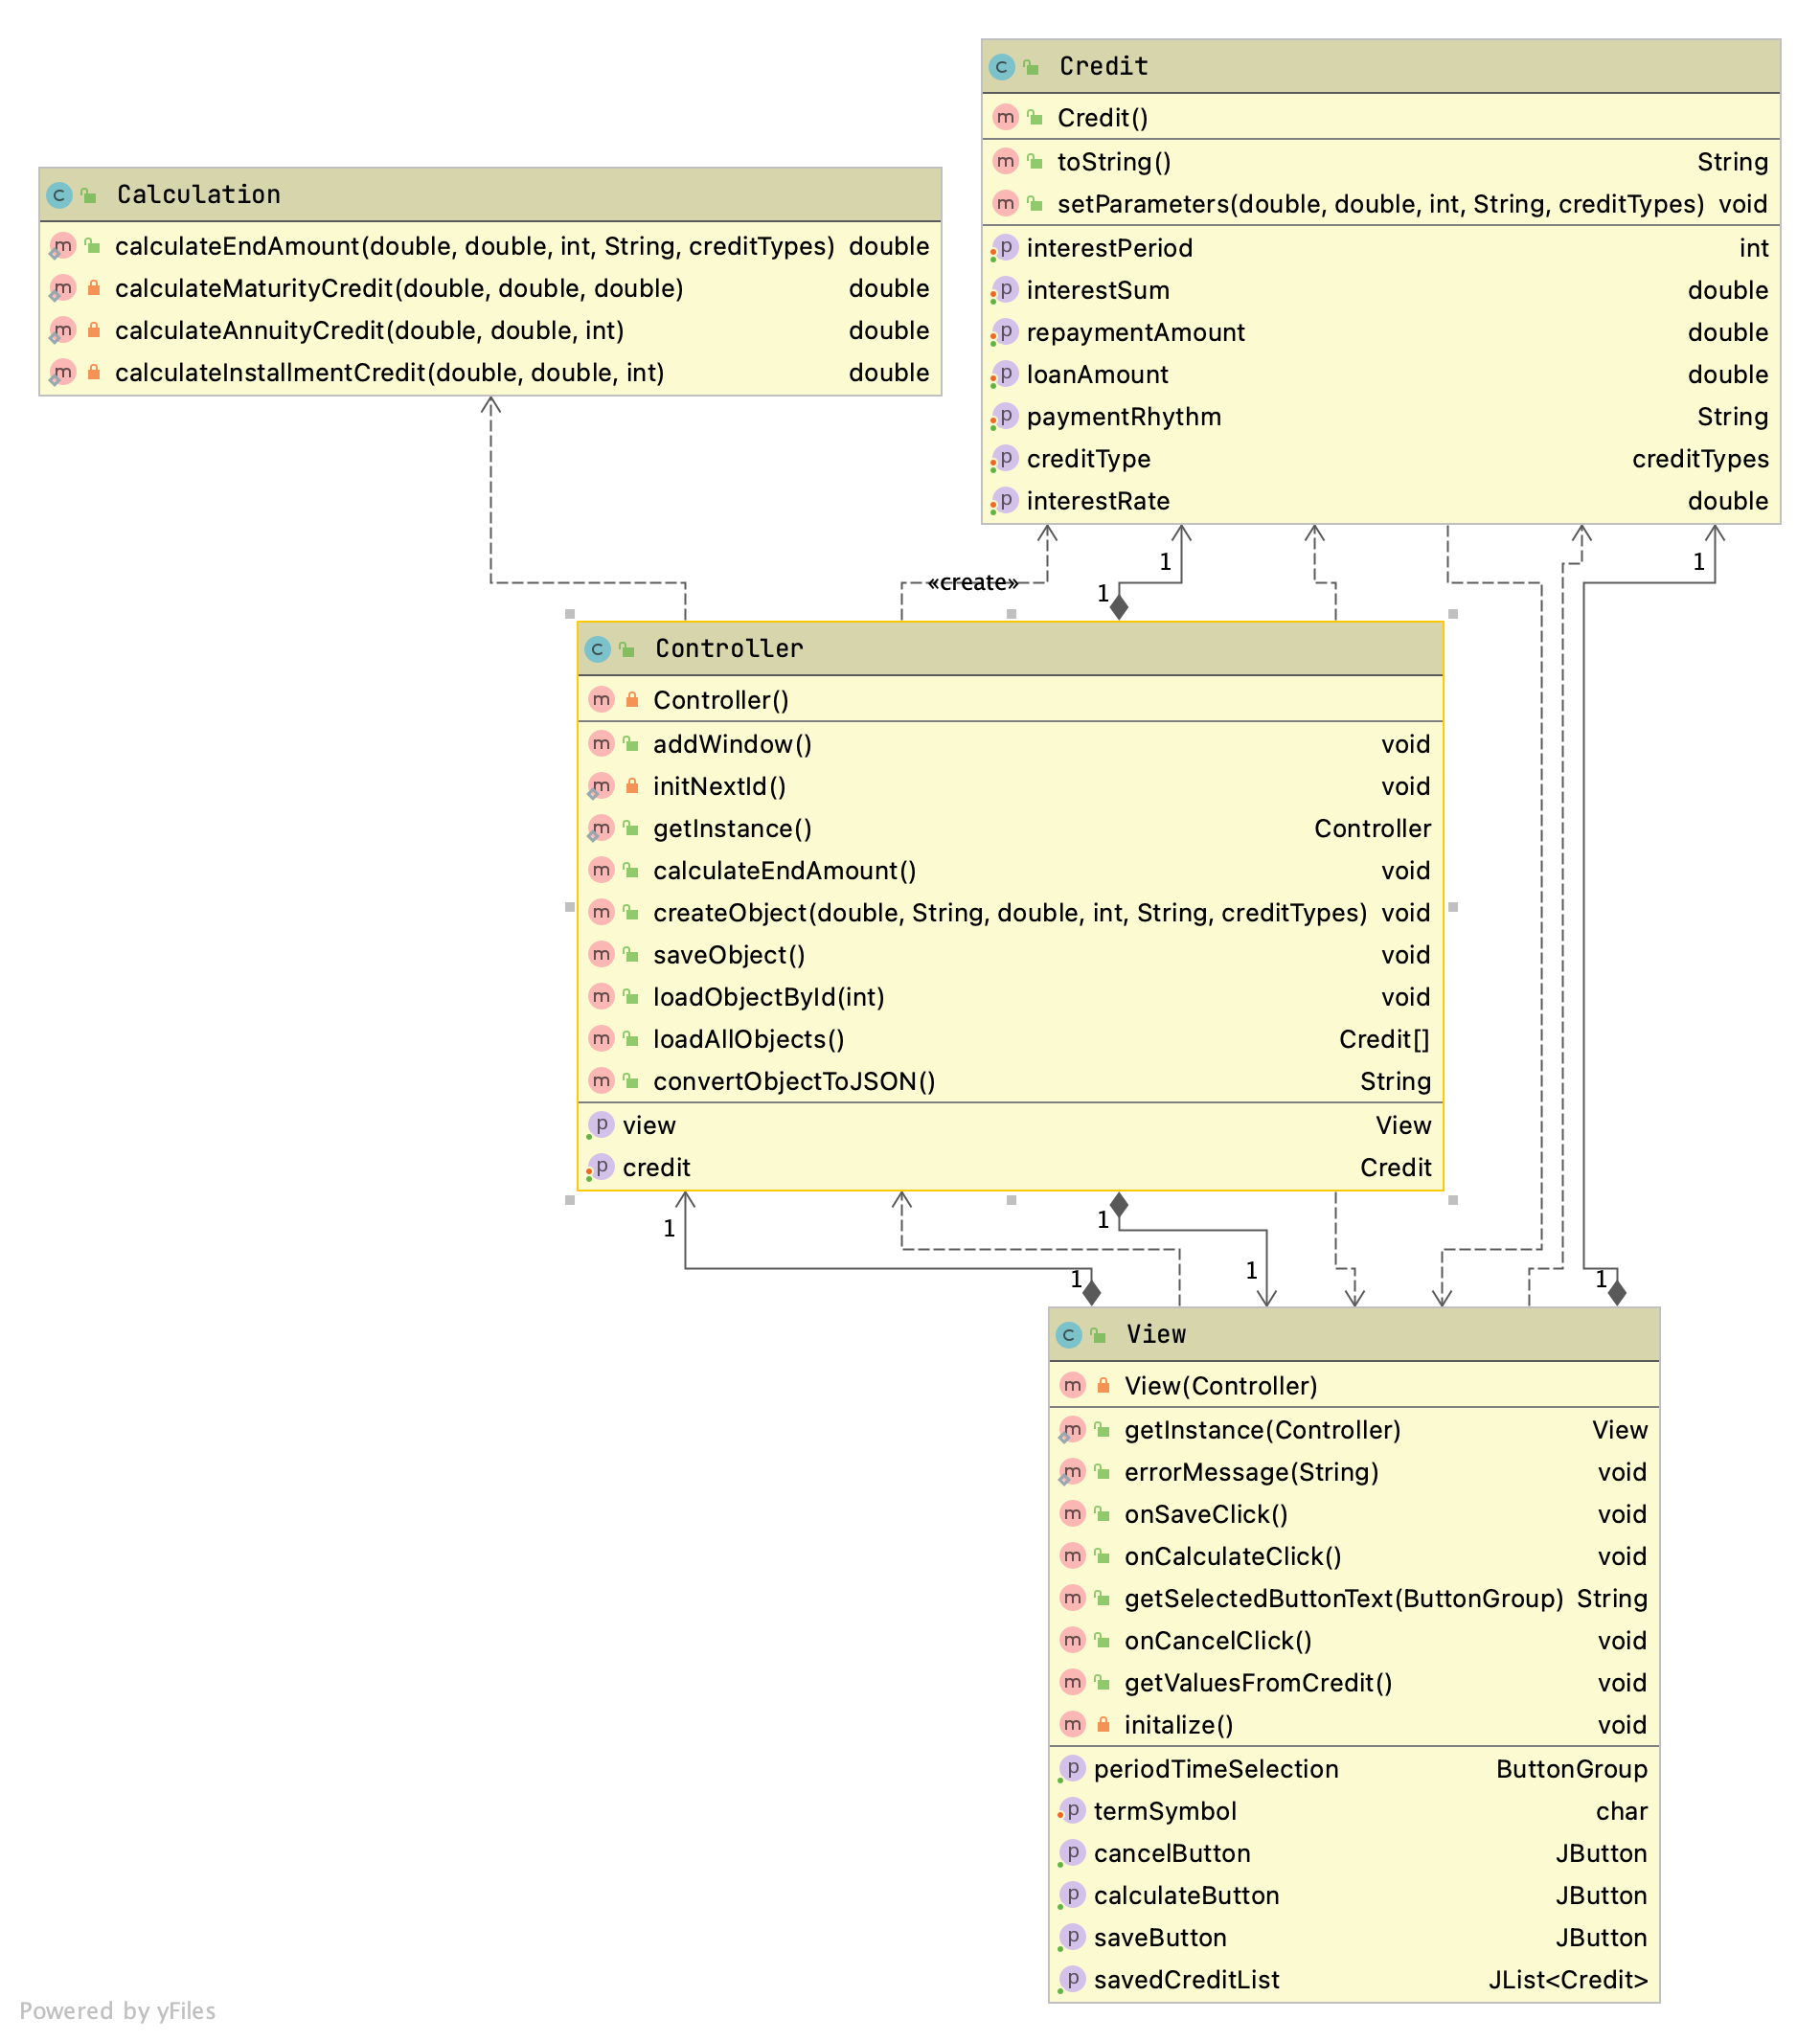 Credit
Credit()
toString() String
setParameters(double, double, int, String, creditTypes) void
interestPeriod int
interestSum double
repaymentAmount double
loanAmount double
paymentRhythm String
creditType creditTypes
interestRate double
Calculation
calculateEndAmount(double, double, int, String, creditTypes) double
calculateMaturityCredit(double, double, double) double
calculateAnnuityCredit(double, double, int) double
calculateInstallmentCredit(double, double, int) double
1
1
«create»
1
Controller
Controller()
addWindow() void
initNextId() void
getInstance() Controller
calculateEndAmount() void
createObject(double, String, double, int, String, creditTypes) void
saveObject() void
loadObjectById(int) void
loadAllObjects() Credit[]
convertObjectToJSON() String
view View
credit Credit
1
1
1
1
1
View
View(Controller)
getInstance(Controller) View
errorMessage(String) void
onSaveClick() void
onCalculateClick() void
getSelectedButtonText(ButtonGroup) String
onCancelClick() void
getValuesFromCredit() void
initalize() void
periodTimeSelection ButtonGroup
termSymbol char
cancelButton JButton
calculateButton JButton
saveButton JButton
savedCreditList JList<Credit>
Powered by yFiles